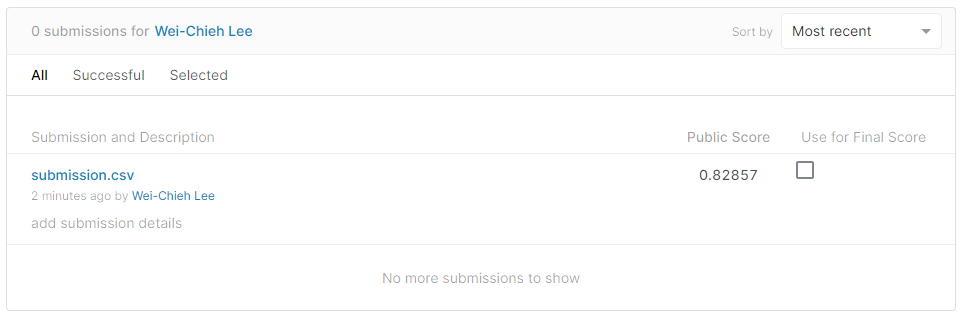 0 submissions for Wei-Chieh Lee
Sort by Most recent
All Successful Selected
Submission and Description Public Score Use for Final Score
submission.csv 0.82857
2 minutes ago by Wei-Chieh Lee
add submission details
No more submissions to show